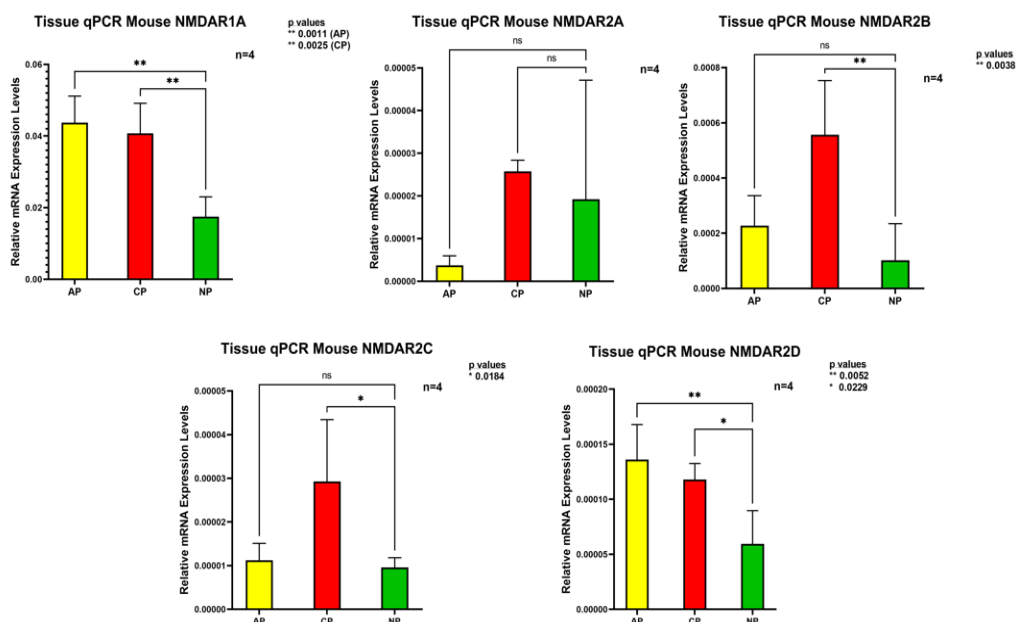 Tissue qPCR Mouse NMDAR1A
p values
** 0.0011 (AP)
** 0.0025 (CP)
n=4
**
**
Relative mRNA Expression Levels
0.06
0.04
0.02
0.00
AP CP NP
Tissue qPCR Mouse NMDAR2A
n=4
ns
ns
Relative mRNA Expression Levels
0.00005
0.00004
0.00003
0.00002
0.00001
0.00000
AP CP NP
Tissue qPCR Mouse NMDAR2B
p values
** 0.0038
n=4
ns
**
Relative mRNA Expression Levels
0.0008
0.0006
0.0004
0.0002
0.0000
AP CP NP
Tissue qPCR Mouse NMDAR2C
p values
* 0.0184
n=4
ns
*
Relative mRNA Expression Levels
0.00005
0.00004
0.00003
0.00002
0.00001
0.00000
AP CP NP
Tissue qPCR Mouse NMDAR2D
p values
** 0.0052
* 0.0229
n=4
**
*
Relative mRNA Expression Levels
0.00020
0.00015
0.00010
0.00005
0.00000
AP CP NP